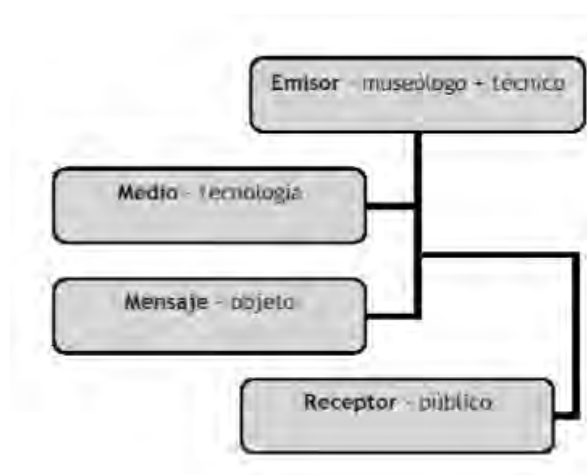 Emisor - museólogo + técnico
Medio - tecnología
Mensaje - objeto
Receptor - público